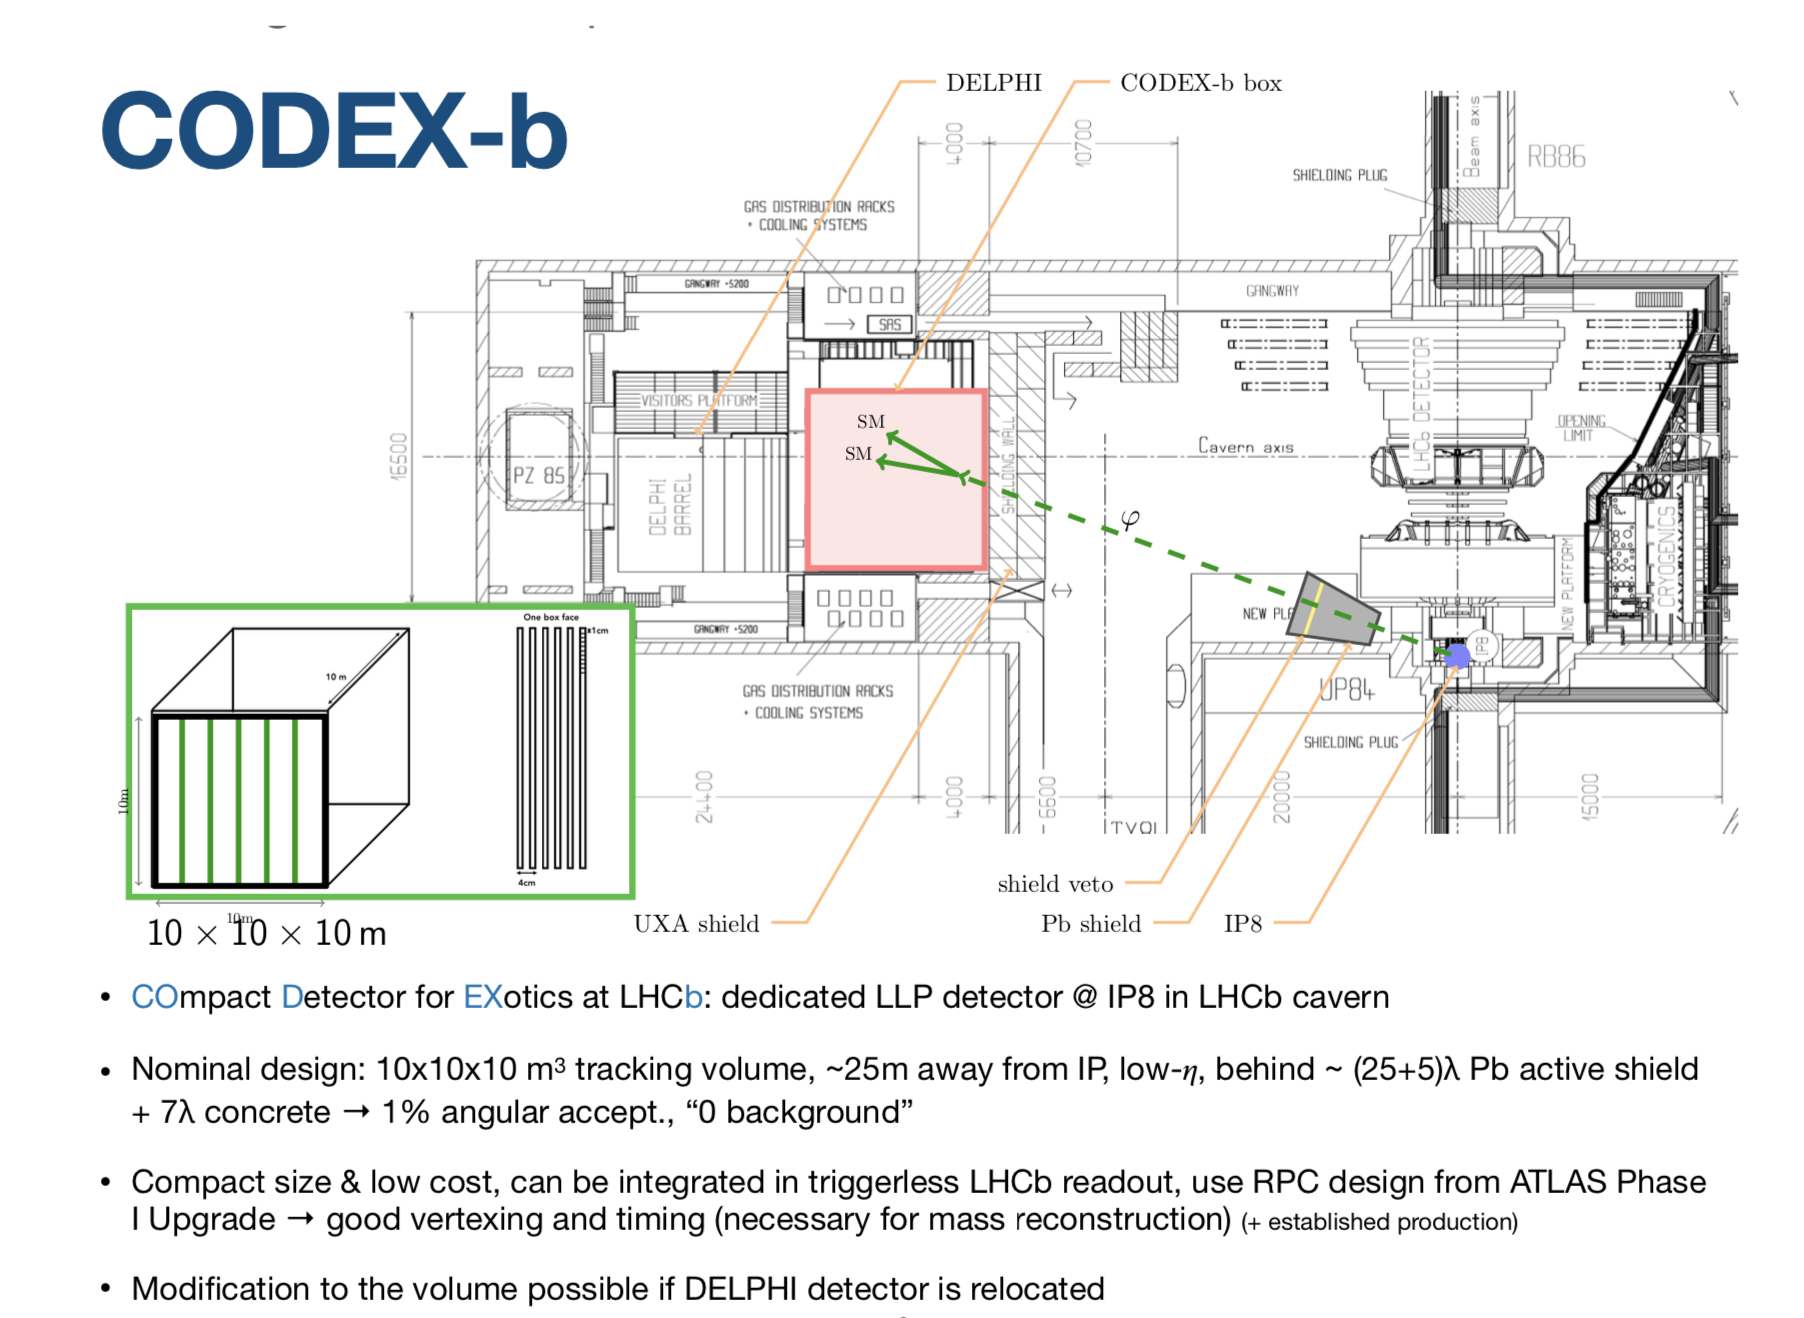 CODEX-b
DELPHI
CODEX-b box
4000
10700
Beam axis
RB86
SHIELDING PLUG
GAS DISTRIBUTION RACKS
+ COOLING SYSTEMS
GANGWAY +5200
SAS
GANGWAY
VISITORS PLATFORM
SM
SM
SHIELDING WALL
Cavern axis
LHCb DETECTOR
OPENING
LIMIT
16500
PZ 85
DELPHI
BARREL
φ
CRYOGENICS
NEW PLATFORM
NEW PLA
IP8
GANGWAY +5200
UP84
GAS DISTRIBUTION RACKS
+ COOLING SYSTEMS
SHIELDING PLUG
24400
4000
6600
20000
15000
One box face
x1cm
10 m
10m
4cm
10m
10 × 10 × 10 m
shield veto
UXA shield
Pb shield
IP8
• COmpact Detector for EXotics at LHCb: dedicated LLP detector @ IP8 in LHCb cavern
• Nominal design: 10x10x10 m³ tracking volume, ~25m away from IP, low-η, behind ~ (25+5)λ Pb active shield
+ 7λ concrete → 1% angular accept., “0 background”
• Compact size & low cost, can be integrated in triggerless LHCb readout, use RPC design from ATLAS Phase
I Upgrade → good vertexing and timing (necessary for mass reconstruction) (+ established production)
• Modification to the volume possible if DELPHI detector is relocated